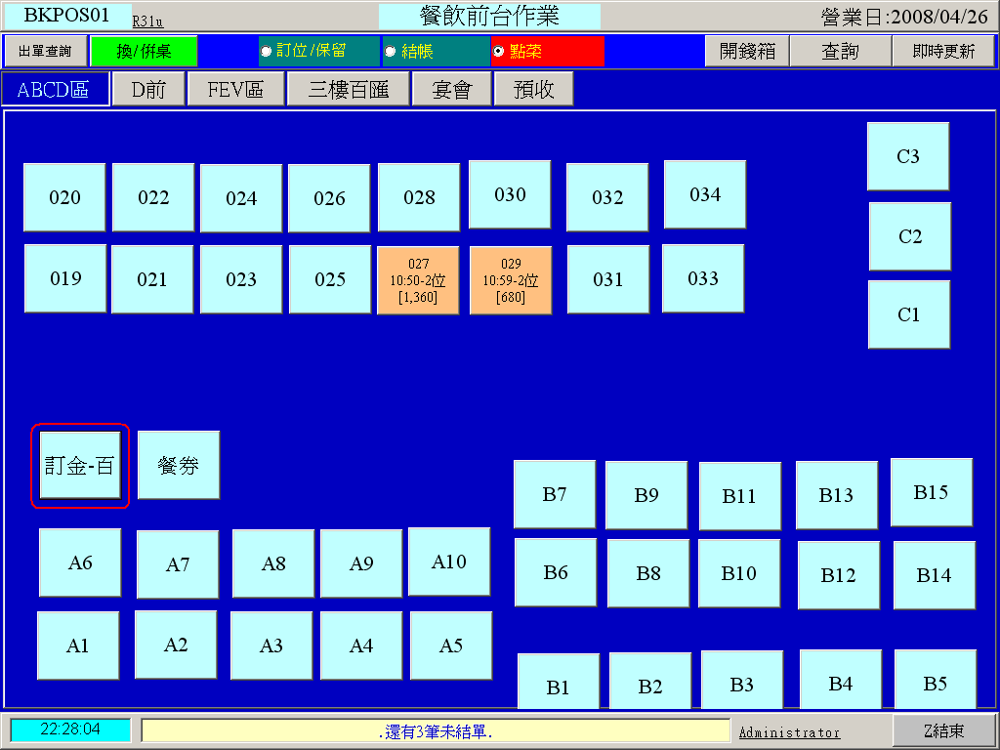 BKPOS01 R31u 餐飲前台作業 營業日:2008/04/26
出單查詢 換/併桌 訂位/保留 結帳 點菜 開錢箱 查詢 即時更新
ABCD區 D前 FEV區 三樓百匯 宴會 預收
C3
020 022 024 026 028 030 032 034
C2
019 021 023 025
027
10:50-2位
[1,360]
029
10:59-2位
[680]
031 033
C1
訂金-百 餐券
B7 B9 B11 B13 B15
A6 A7 A8 A9 A10
B6 B8 B10 B12 B14
A1 A2 A3 A4 A5
B1 B2 B3 B4 B5
22:28:04 .還有3筆未結單. Administrator Z結束